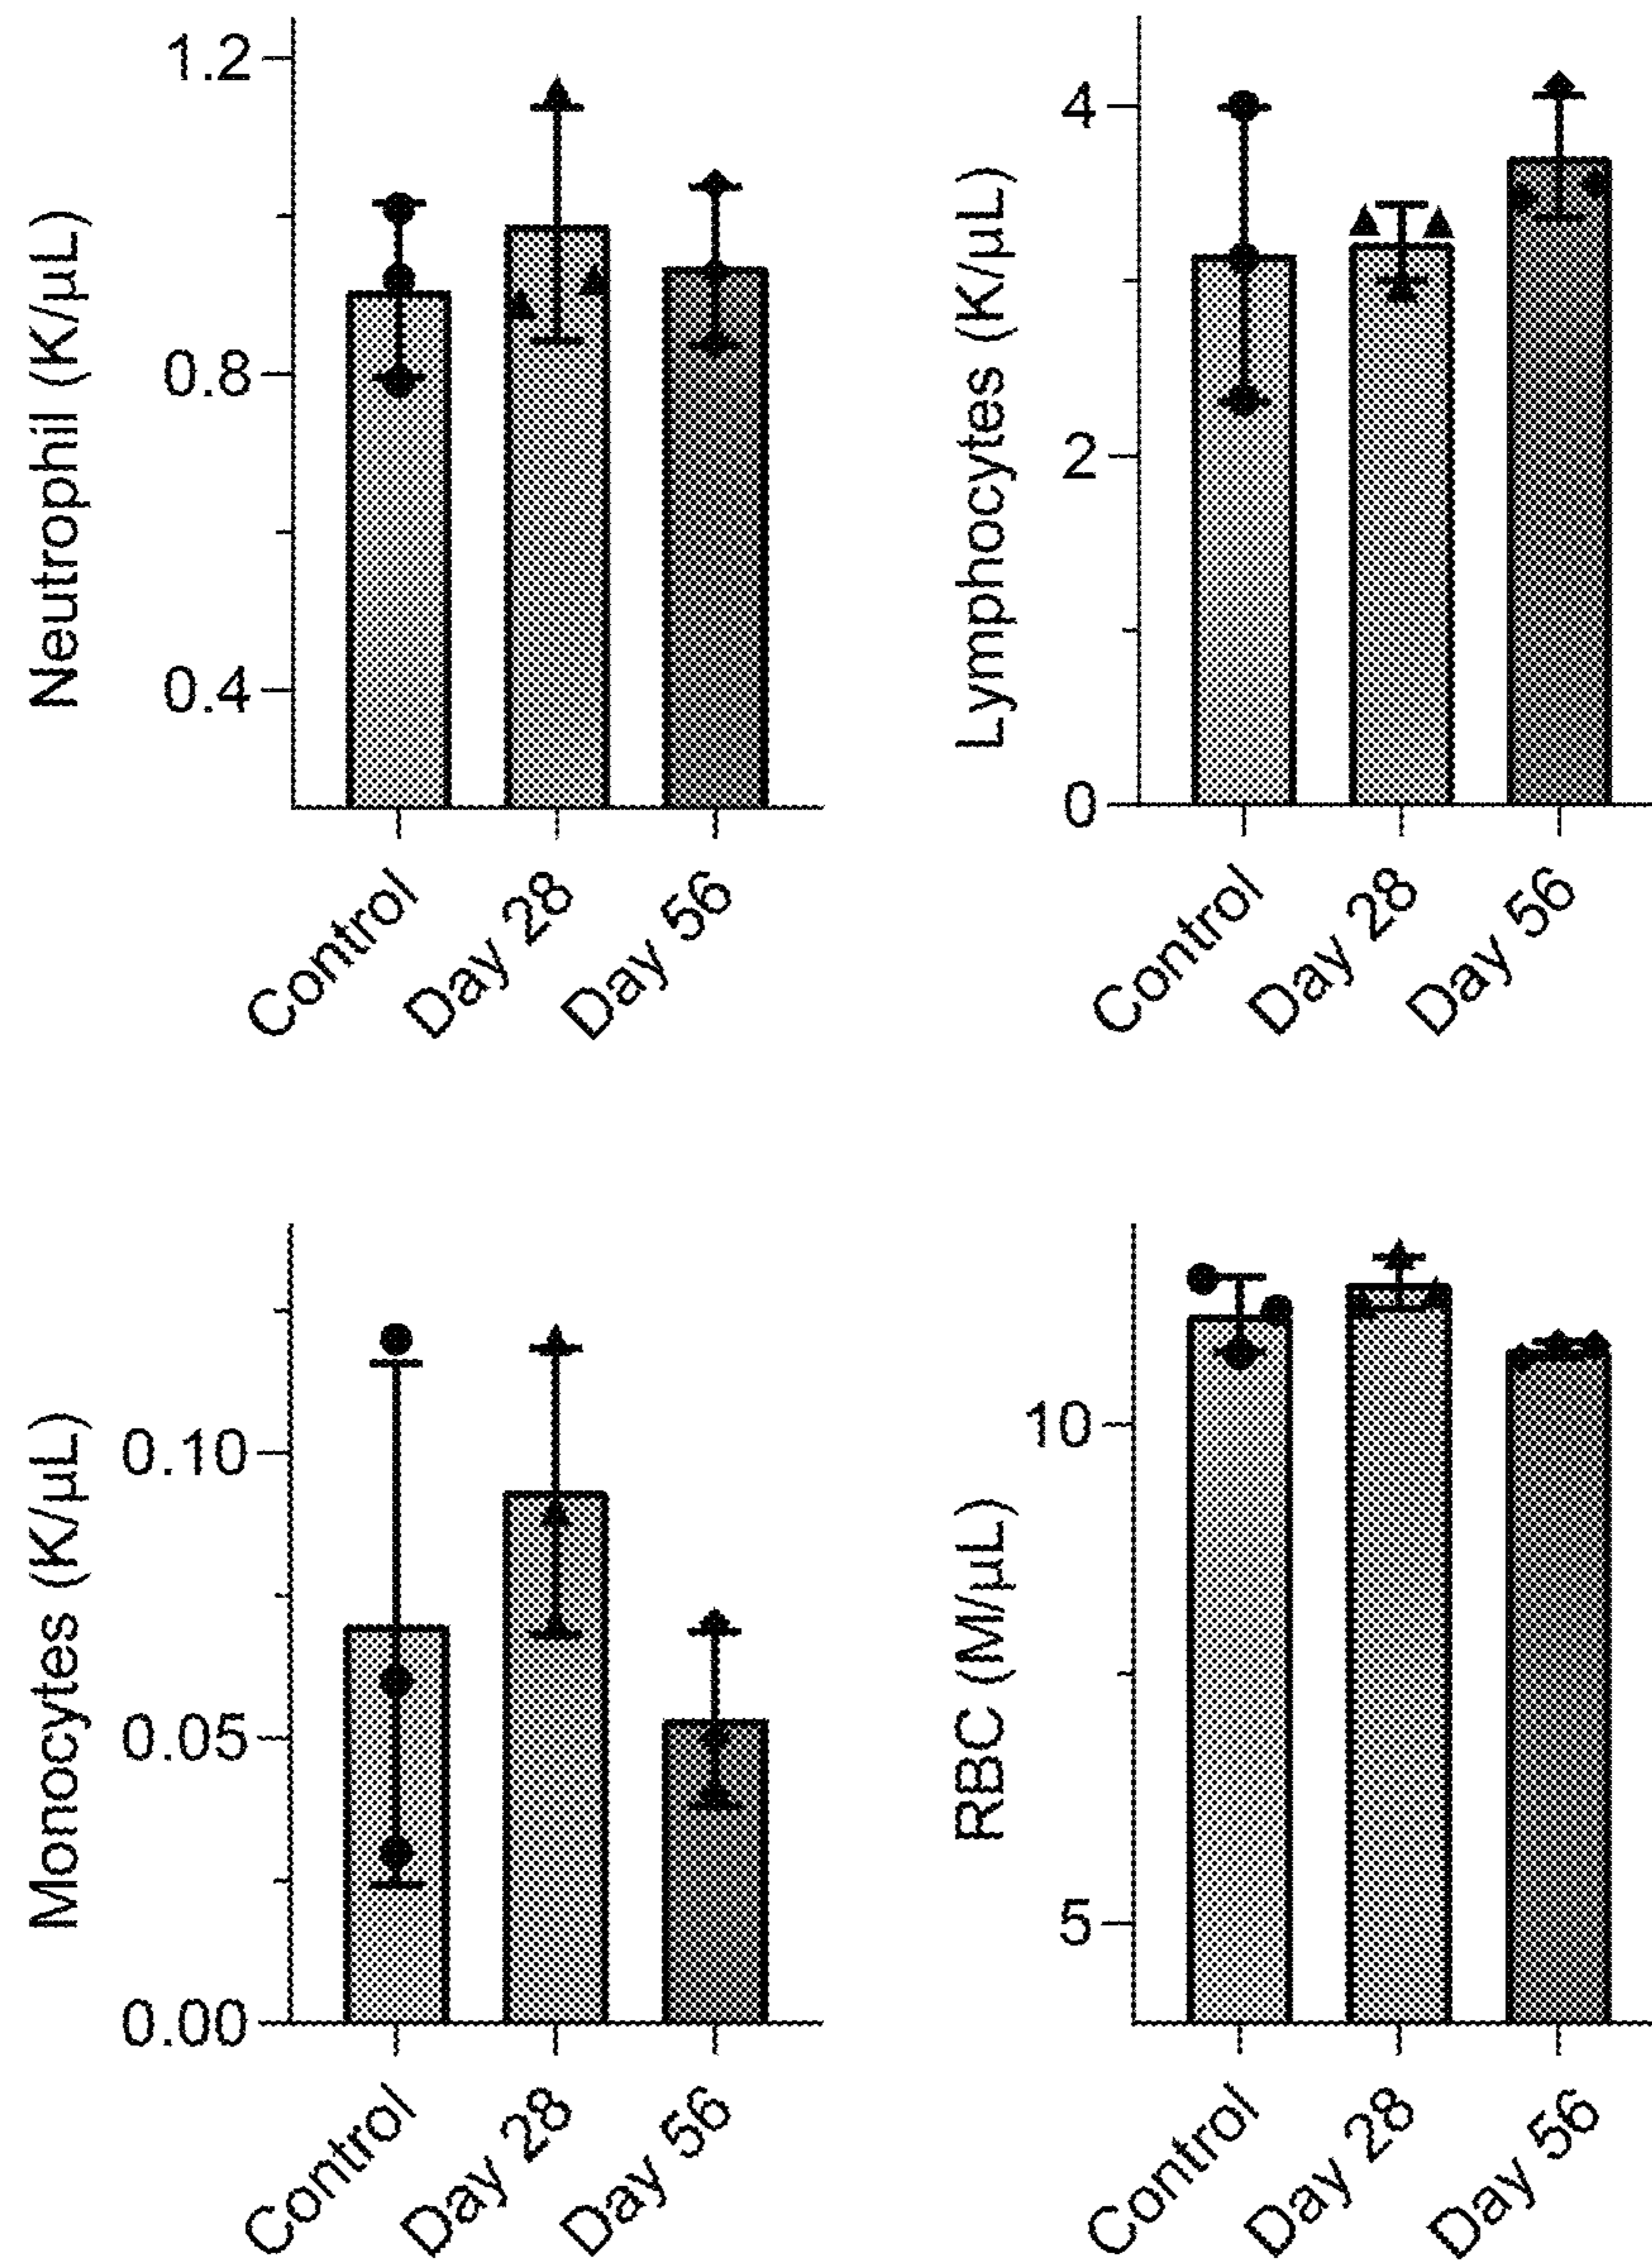 Neutrophil (K/µL)
1.2
0.8
0.4
Control
Day 28
Day 56
Lymphocytes (K/µL)
4
2
0
Control
Day 28
Day 56
Monocytes (K/µL)
0.10
0.05
0.00
Control
Day 28
Day 56
RBC (M/µL)
10
5
Control
Day 28
Day 56